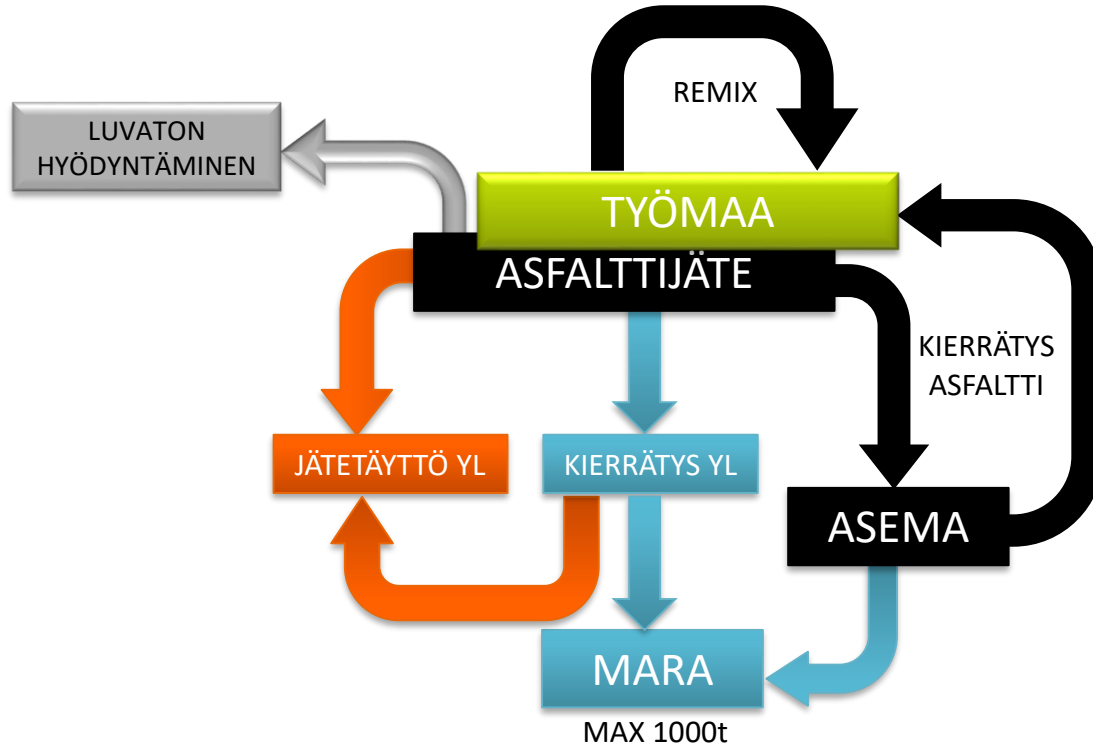 REMIX
LUVATON
HYÖDYNTÄMINEN
TYÖMAA
ASFALTTIJÄTE
KIERRÄTYS
ASFALTTI
JÄTETÄYTTÖ YL
KIERRÄTYS YL
ASEMA
MARA
MAX 1000t